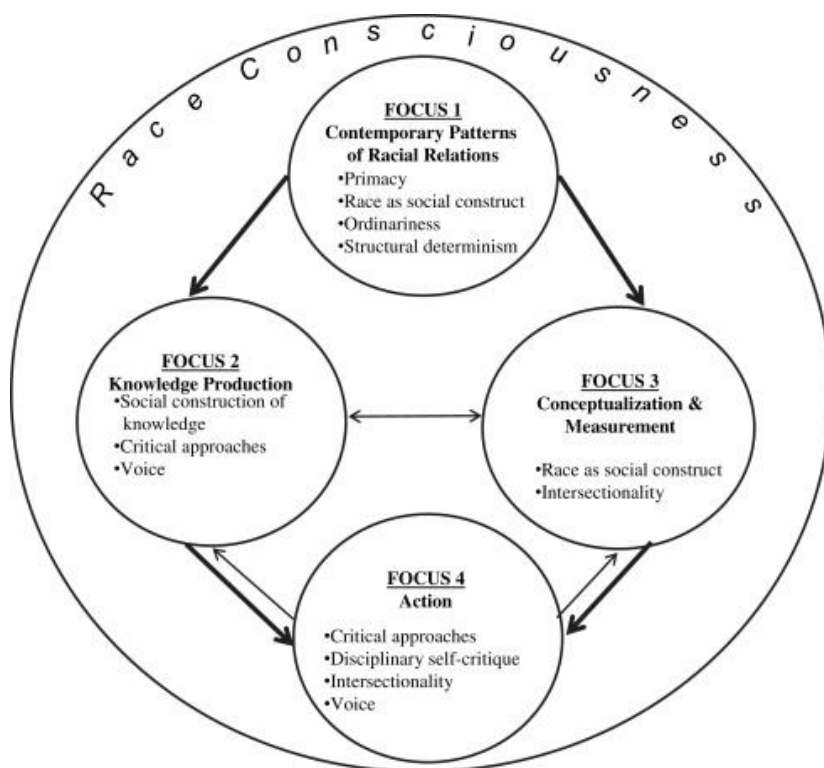 Race Consciousness
FOCUS 1
Contemporary Patterns
of Racial Relations
•Primacy
•Race as social construct
•Ordinariness
•Structural determinism
FOCUS 2
Knowledge Production
•Social construction of
knowledge
•Critical approaches
•Voice
FOCUS 3
Conceptualization &
Measurement
•Race as social construct
•Intersectionality
FOCUS 4
Action
•Critical approaches
•Disciplinary self-critique
•Intersectionality
•Voice